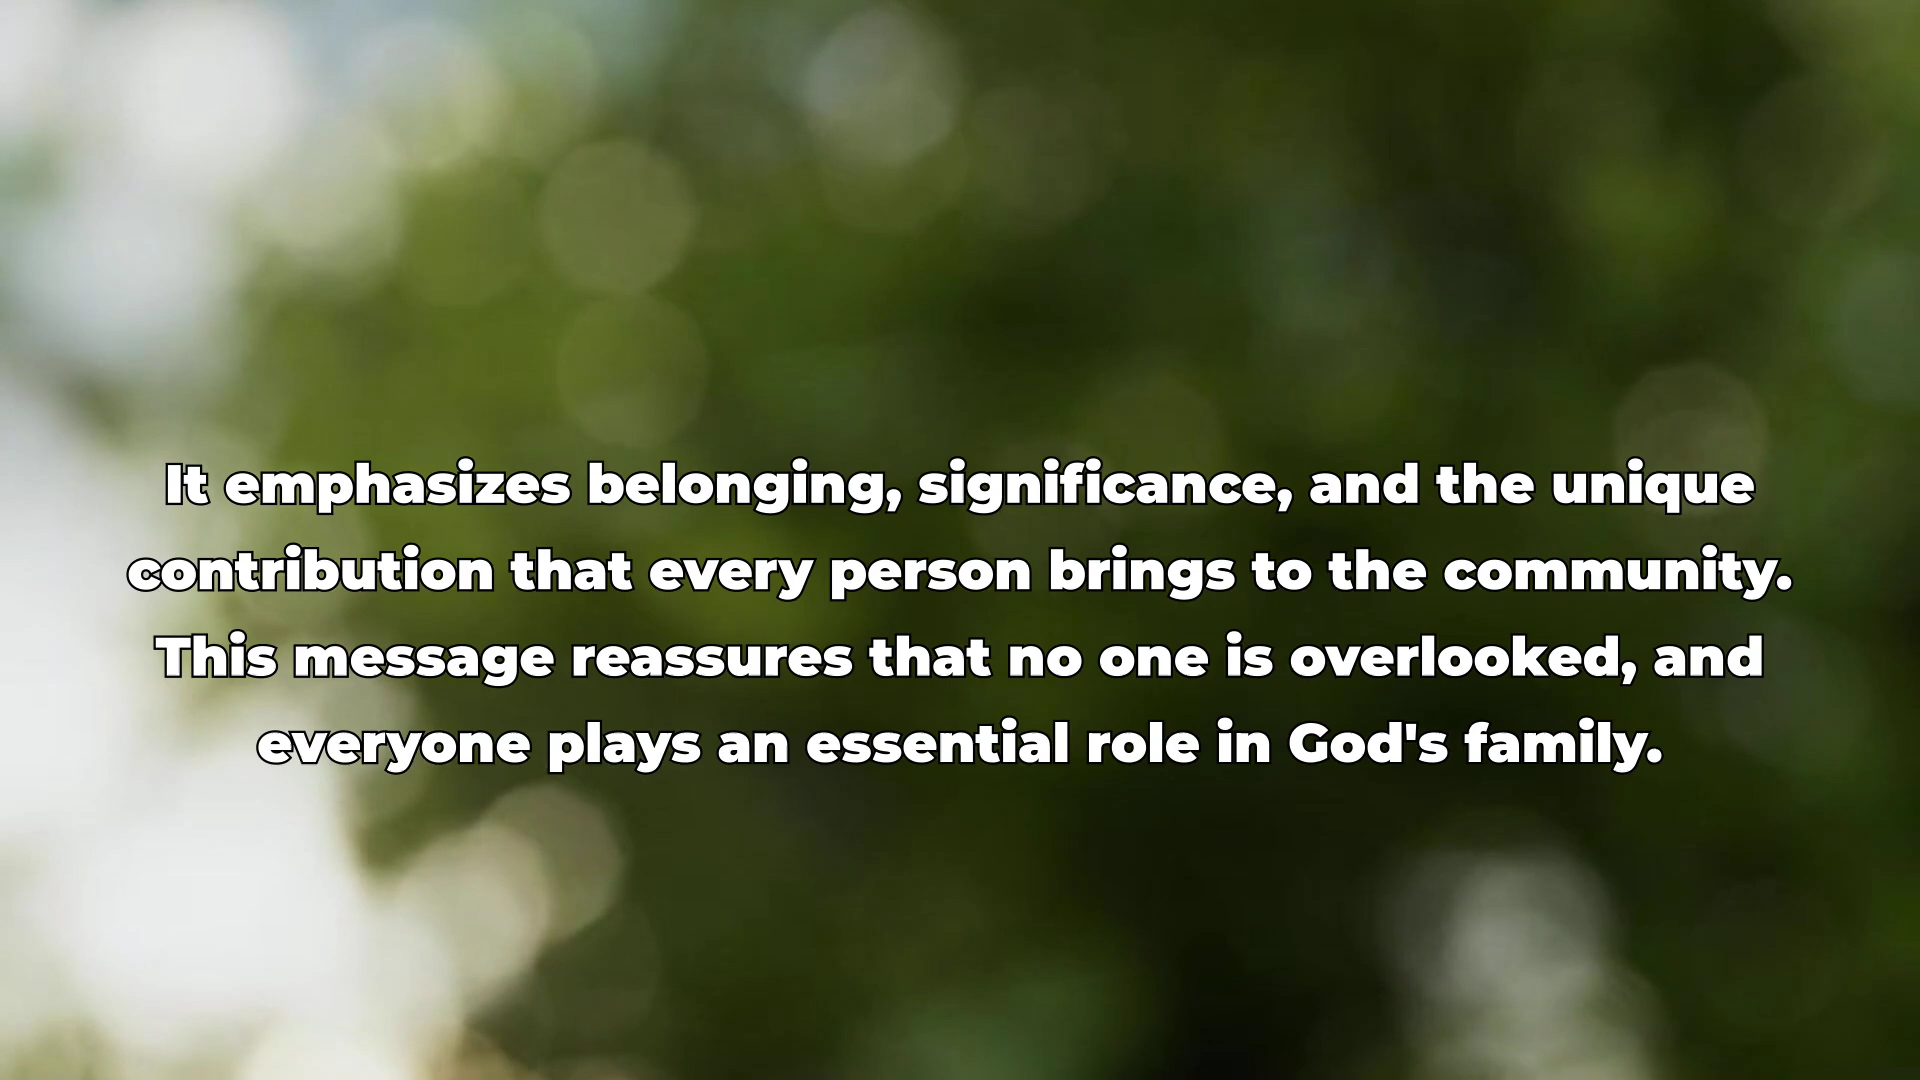 It emphasizes belonging, significance, and the unique
contribution that every person brings to the community.
This message reassures that no one is overlooked, and
everyone plays an essential role in God's family.